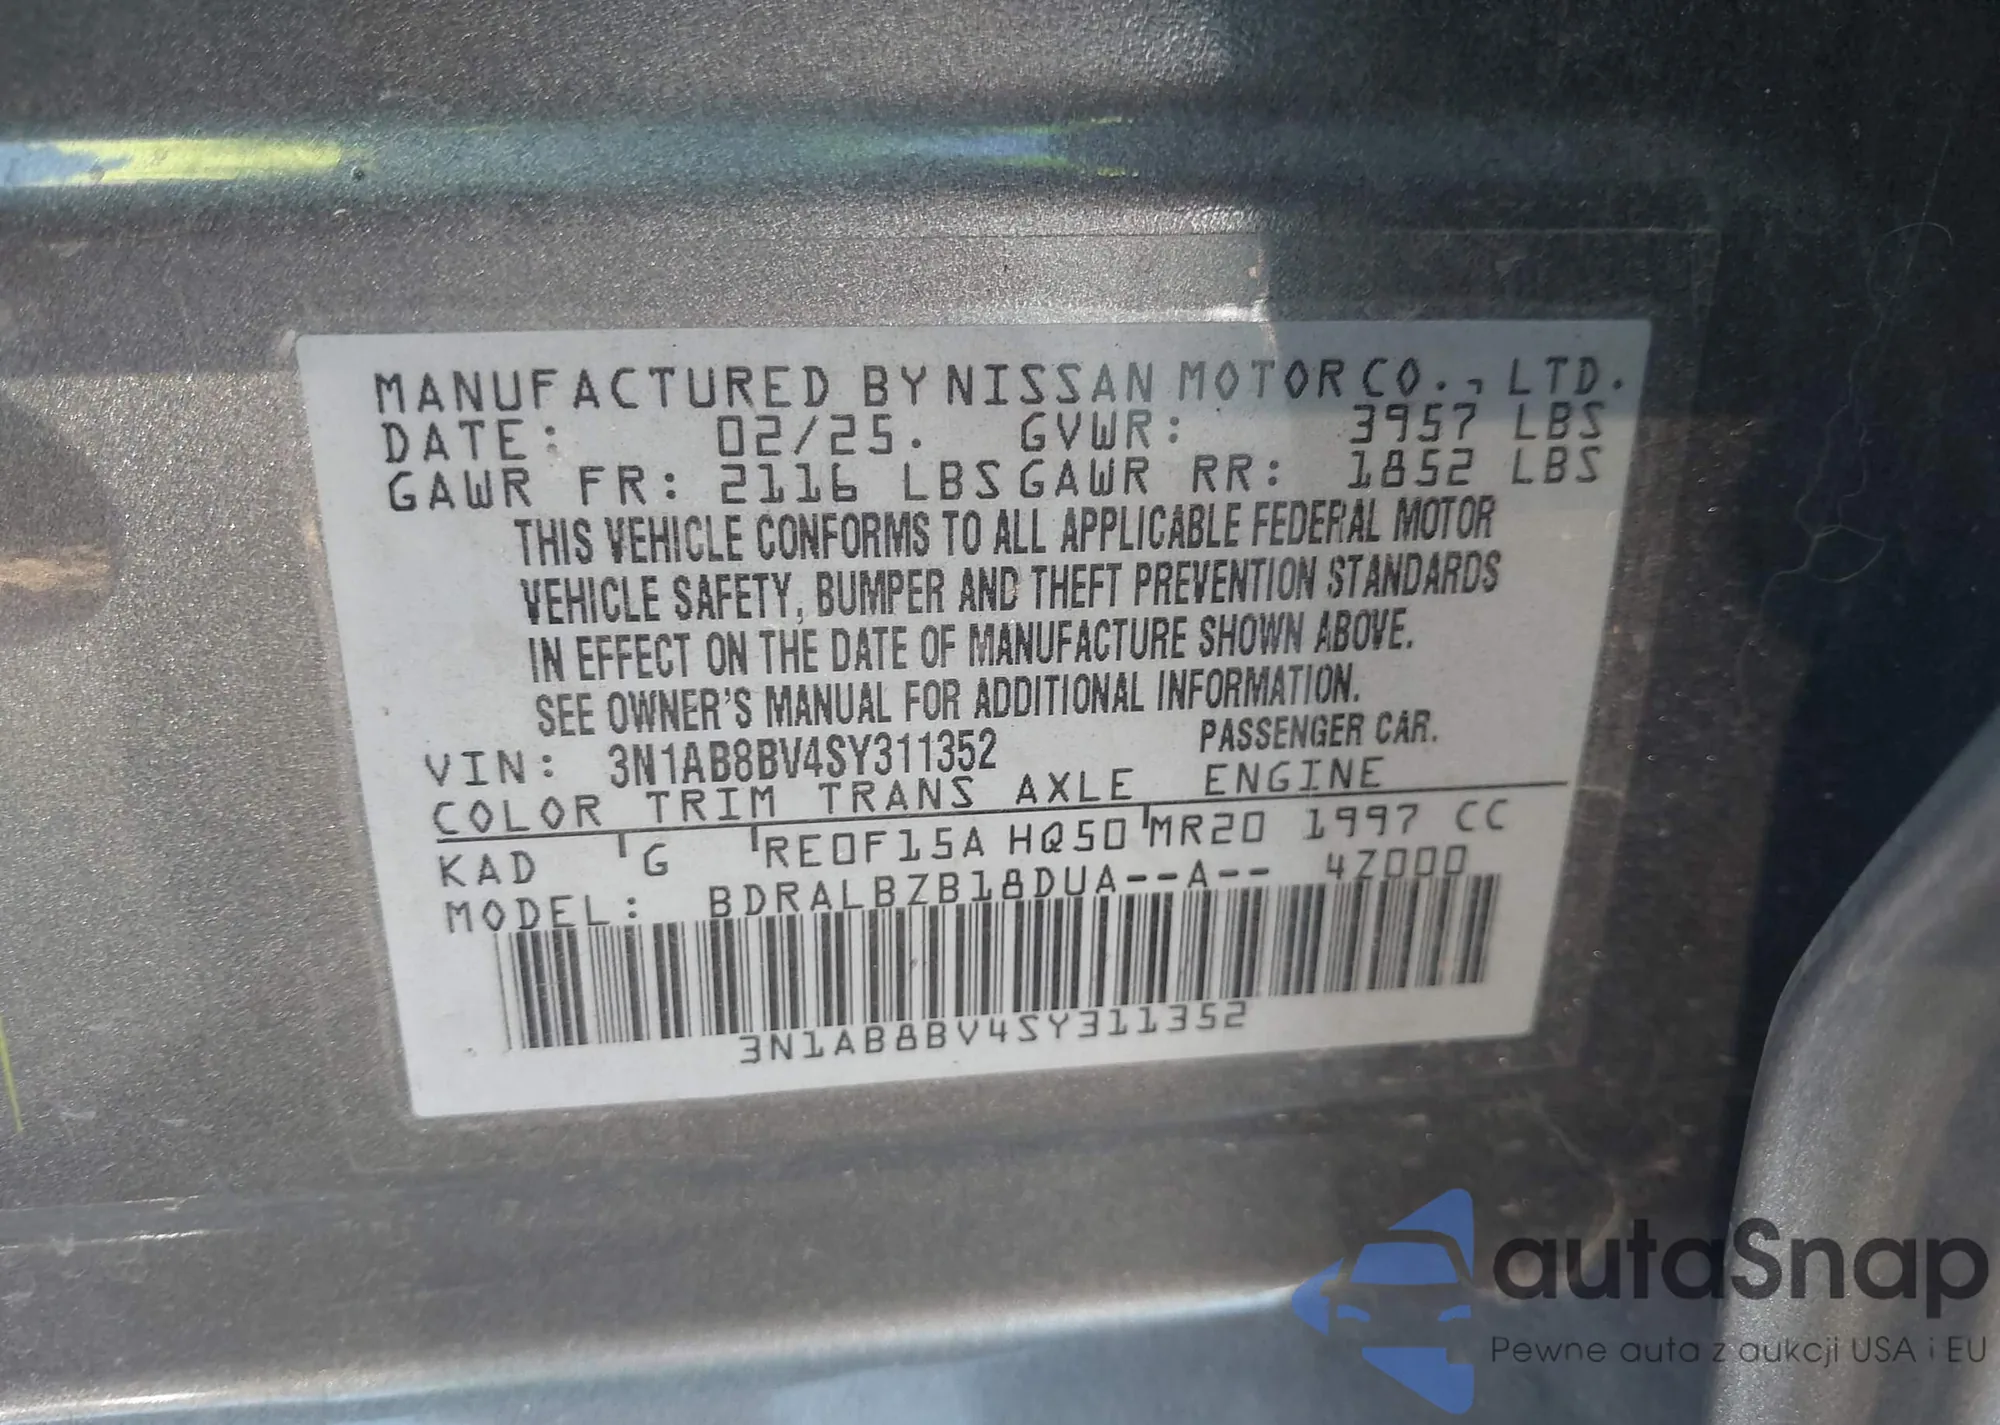 MANUFACTURED BY NISSAN MOTOR CO., LTD.
DATE: 02/25. GVWR: 3957 LBS
GAWR FR: 2116 LBS GAWR RR: 1852 LBS
THIS VEHICLE CONFORMS TO ALL APPLICABLE FEDERAL MOTOR
VEHICLE SAFETY, BUMPER AND THEFT PREVENTION STANDARDS
IN EFFECT ON THE DATE OF MANUFACTURE SHOWN ABOVE.
SEE OWNER'S MANUAL FOR ADDITIONAL INFORMATION.
VIN: 3N1AB8BV4SY311352 PASSENGER CAR.
COLOR TRIM TRANS AXLE ENGINE
KAD G RE0F15A HQ50 MR20 1997 CC
MODEL: BDRALBZB18DUA--A-- 4Z000
3N1AB8BV4SY311352
autaSnap
Pewne auta z aukcji USA i EU